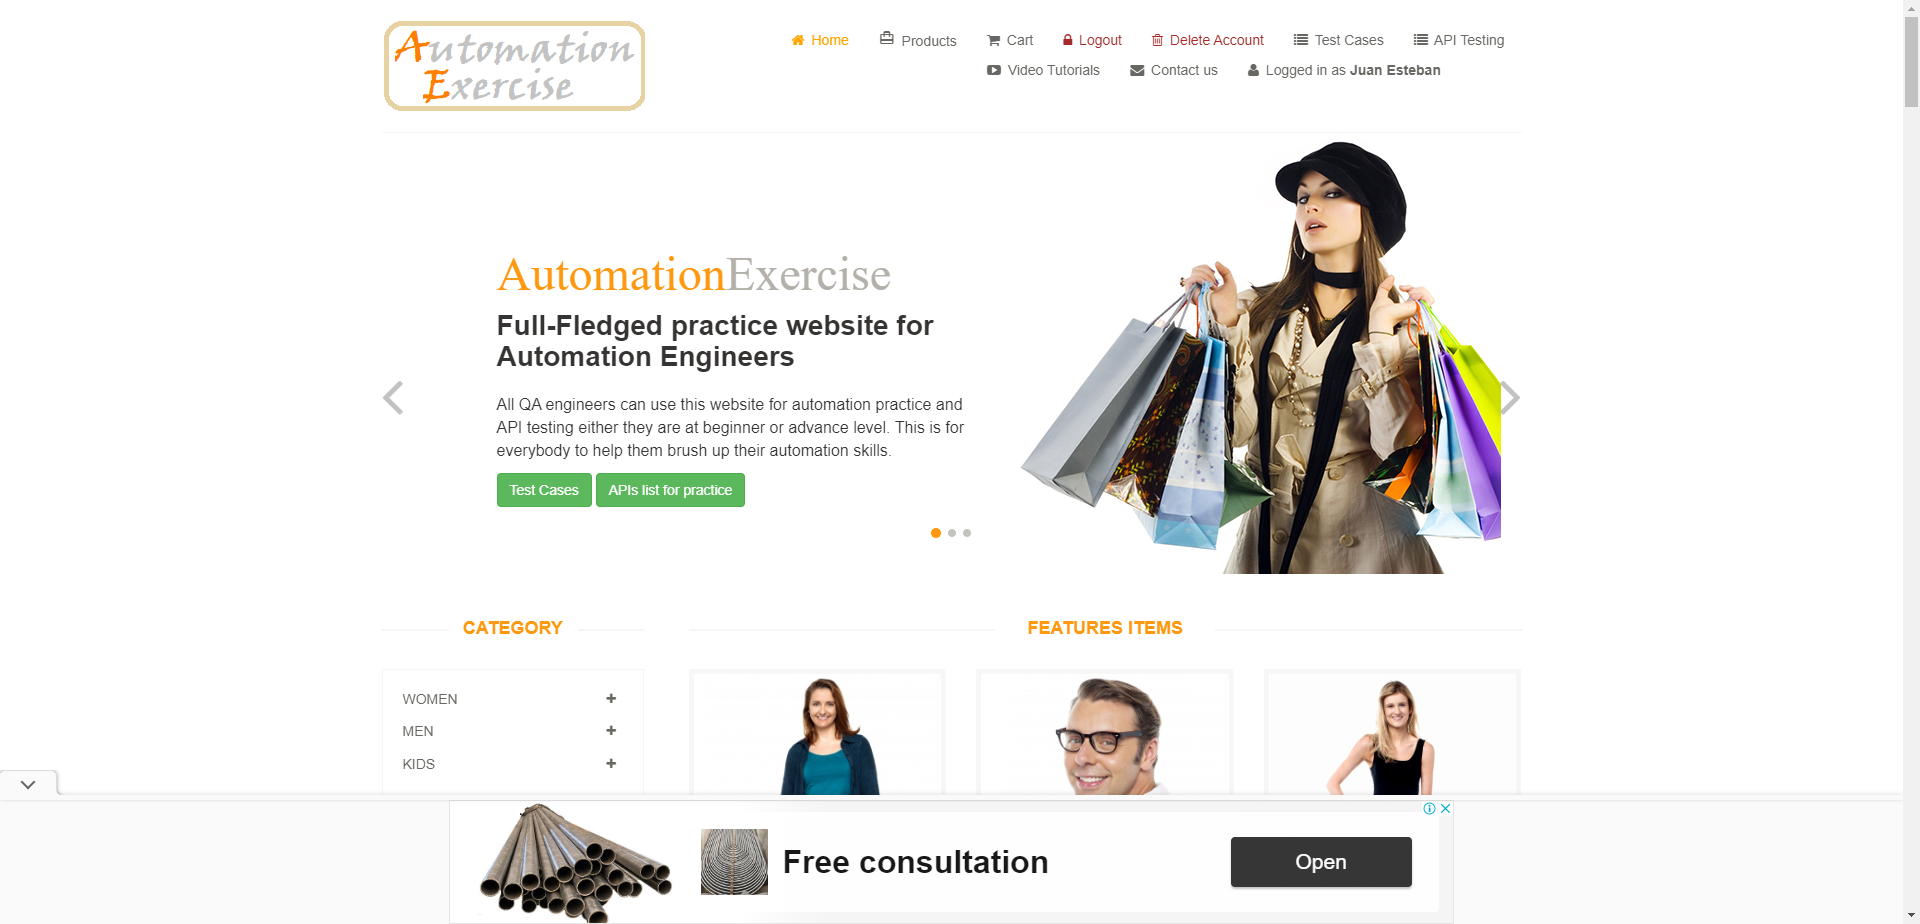 Automation
Exercise
Home Products Cart Logout Delete Account Test Cases API Testing
Video Tutorials Contact us Logged in as Juan Esteban
AutomationExercise
Full-Fledged practice website for
Automation Engineers
All QA engineers can use this website for automation practice and
API testing either they are at beginner or advance level. This is for
everybody to help them brush up their automation skills.
Test Cases APIs list for practice
CATEGORY
FEATURES ITEMS
WOMEN
MEN
KIDS
Free consultation
Open